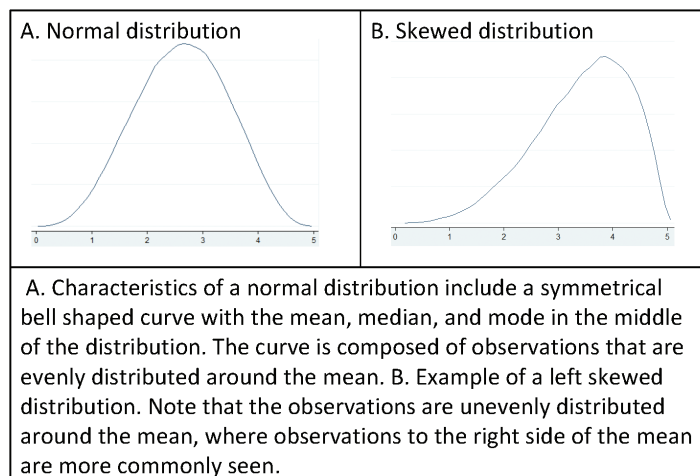 A. Normal distribution
0 1 2 3 4 5
B. Skewed distribution
0 1 2 3 4 5
A. Characteristics of a normal distribution include a symmetrical
bell shaped curve with the mean, median, and mode in the middle
of the distribution. The curve is composed of observations that are
evenly distributed around the mean. B. Example of a left skewed
distribution. Note that the observations are unevenly distributed
around the mean, where observations to the right side of the mean
are more commonly seen.